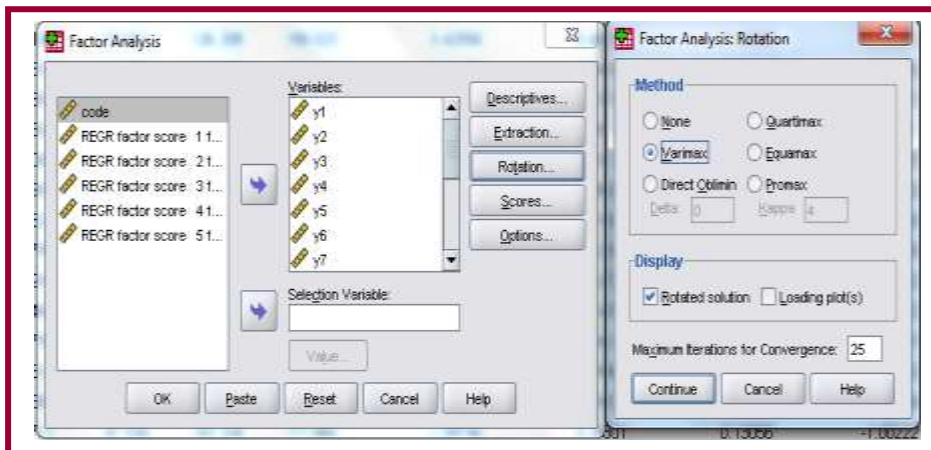 Factor Analysis
code
REGR factor score 1 f...
REGR factor score 2 f...
REGR factor score 3 f...
REGR factor score 4 f...
REGR factor score 5 f...
Variables:
y1
y2
y3
y4
y5
y6
y7
Selection Variable:
Value...
Descriptives...
Extraction...
Rotation...
Scores...
Options...
OK
Paste
Reset
Cancel
Help
Factor Analysis: Rotation
Method
None
Quartimax
Varimax
Equamax
Direct Oblimin
Promax
Delta: 0
Kappa 4
Display
Rotated solution
Loading plot(s)
Maximum Iterations for Convergence: 25
Continue
Cancel
Help
-1.00222